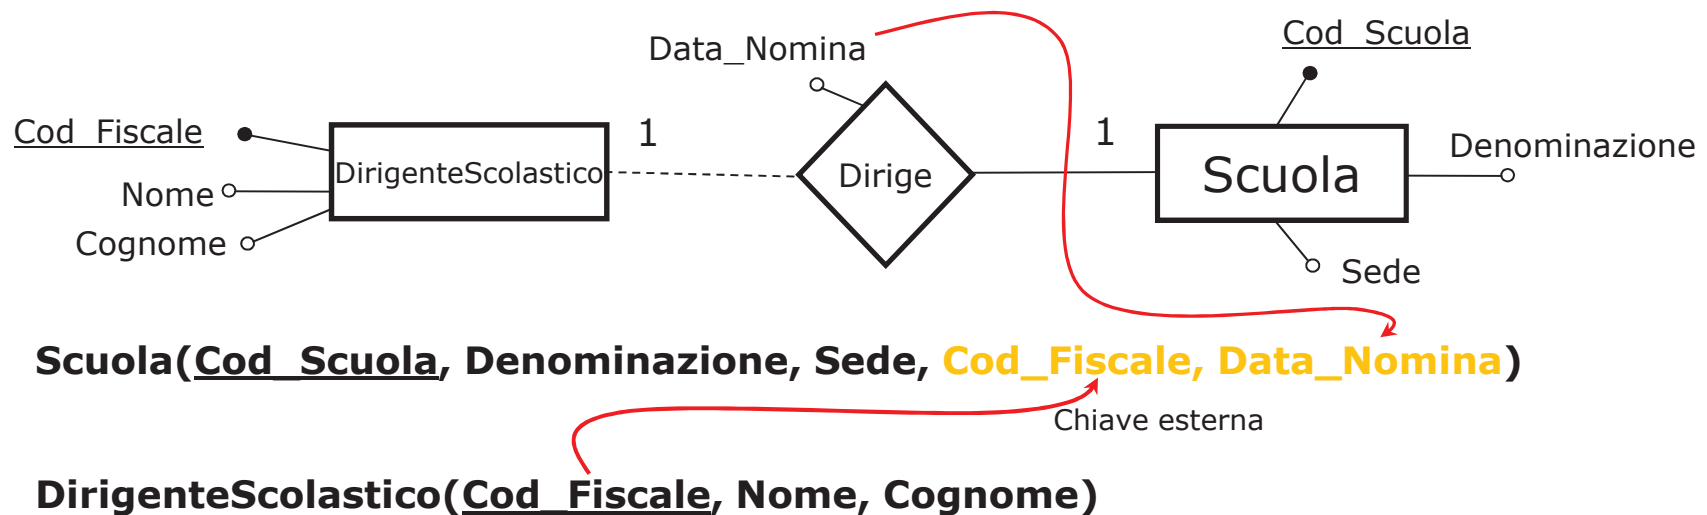 Cod_Scuola
Data_Nomina
Cod_Fiscale
1
1
Denominazione
DirigenteScolastico
Dirige
Scuola
Nome
Cognome
Sede
Scuola(Cod_Scuola, Denominazione, Sede, Cod_Fiscale, Data_Nomina)
Chiave esterna
DirigenteScolastico(Cod_Fiscale, Nome, Cognome)